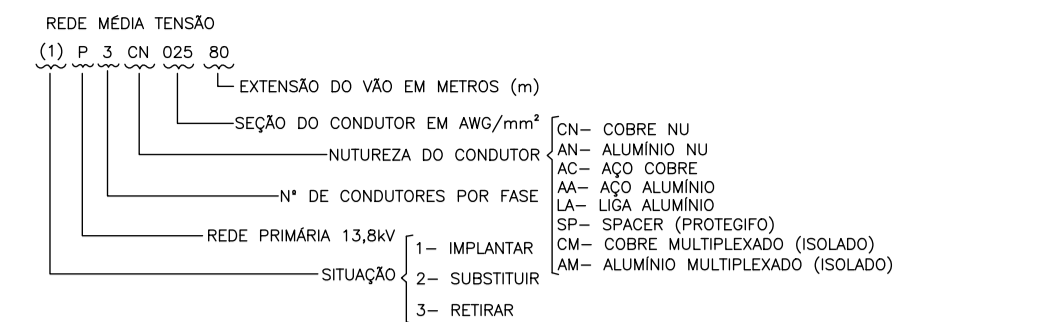 REDE MÉDIA TENSÃO
(1) P 3 CN 025 80
EXTENSÃO DO VÃO EM METROS (m)
SEÇÃO DO CONDUTOR EM AWG/mm²
NUTUREZA DO CONDUTOR
CN– COBRE NU
AN– ALUMÍNIO NU
AC– AÇO COBRE
AA– AÇO ALUMÍNIO
LA– LIGA ALUMÍNIO
SP– SPACER (PROTEGIFO)
CM– COBRE MULTIPLEXADO (ISOLADO)
AM– ALUMÍNIO MULTIPLEXADO (ISOLADO)
Nº DE CONDUTORES POR FASE
REDE PRIMÁRIA 13,8kV
SITUAÇÃO
1– IMPLANTAR
2– SUBSTITUIR
3– RETIRAR